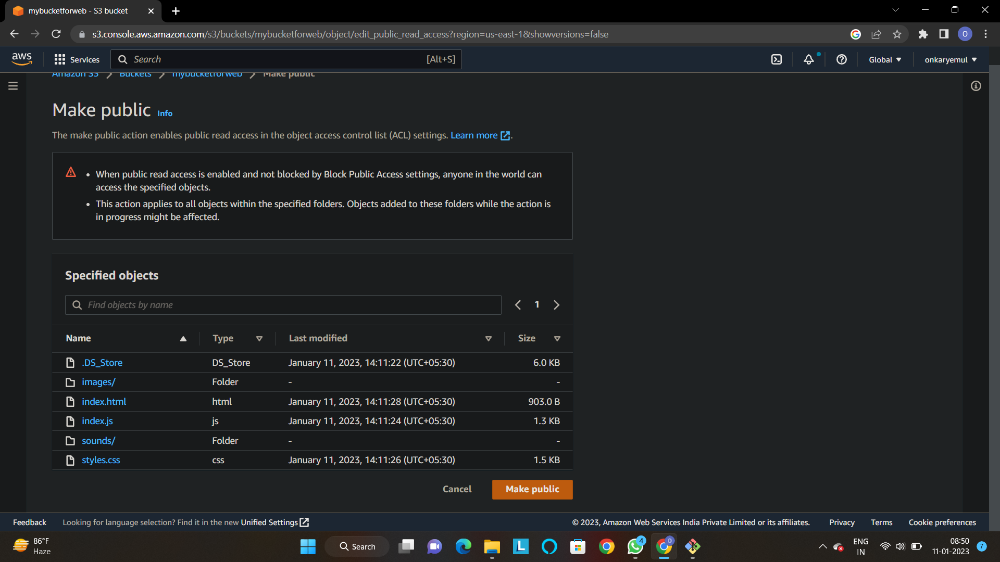 mybucketforweb - S3 bucket
s3.console.aws.amazon.com/s3/buckets/mybucketforweb/object/edit_public_read_access?region=us-east-1&showversions=false
O
aws
Services
Search
[Alt+S]
Global
onkaryemul
Amazon S3
Buckets
mybucketforweb
Make public
Make public Info
The make public action enables public read access in the object access control list (ACL) settings. Learn more.
• When public read access is enabled and not blocked by Block Public Access settings, anyone in the world can
access the specified objects.
• This action applies to all objects within the specified folders. Objects added to these folders while the action is
in progress might be affected.
Specified objects
Find objects by name
1
Name Type Last modified Size
.DS_Store DS_Store January 11, 2023, 14:11:22 (UTC+05:30) 6.0 KB
images/ Folder - -
index.html html January 11, 2023, 14:11:28 (UTC+05:30) 903.0 B
index.js js January 11, 2023, 14:11:24 (UTC+05:30) 1.3 KB
sounds/ Folder - -
styles.css css January 11, 2023, 14:11:26 (UTC+05:30) 1.5 KB
Cancel Make public
Feedback Looking for language selection? Find it in the new Unified Settings © 2023, Amazon Web Services India Private Limited or its affiliates. Privacy Terms Cookie preferences
86°F
Haze
Search
L
4
0
ENG
IN
08:50
11-01-2023
7